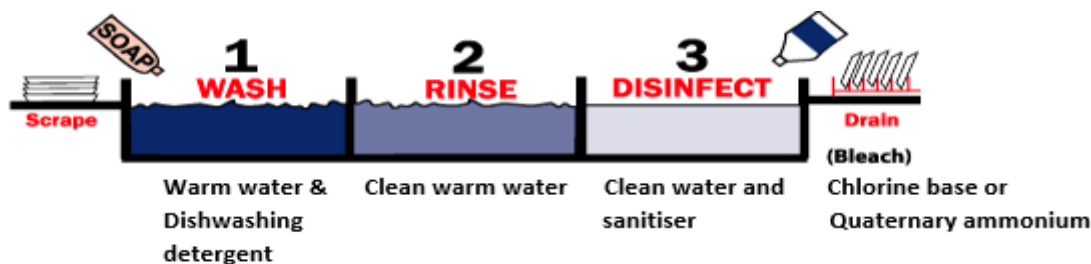 SOAP
1
WASH
2
RINSE
3
DISINFECT
Scrape
Drain
(Bleach)
Warm water &
Dishwashing
detergent
Clean warm water
Clean water and
sanitiser
Chlorine base or
Quaternary ammonium